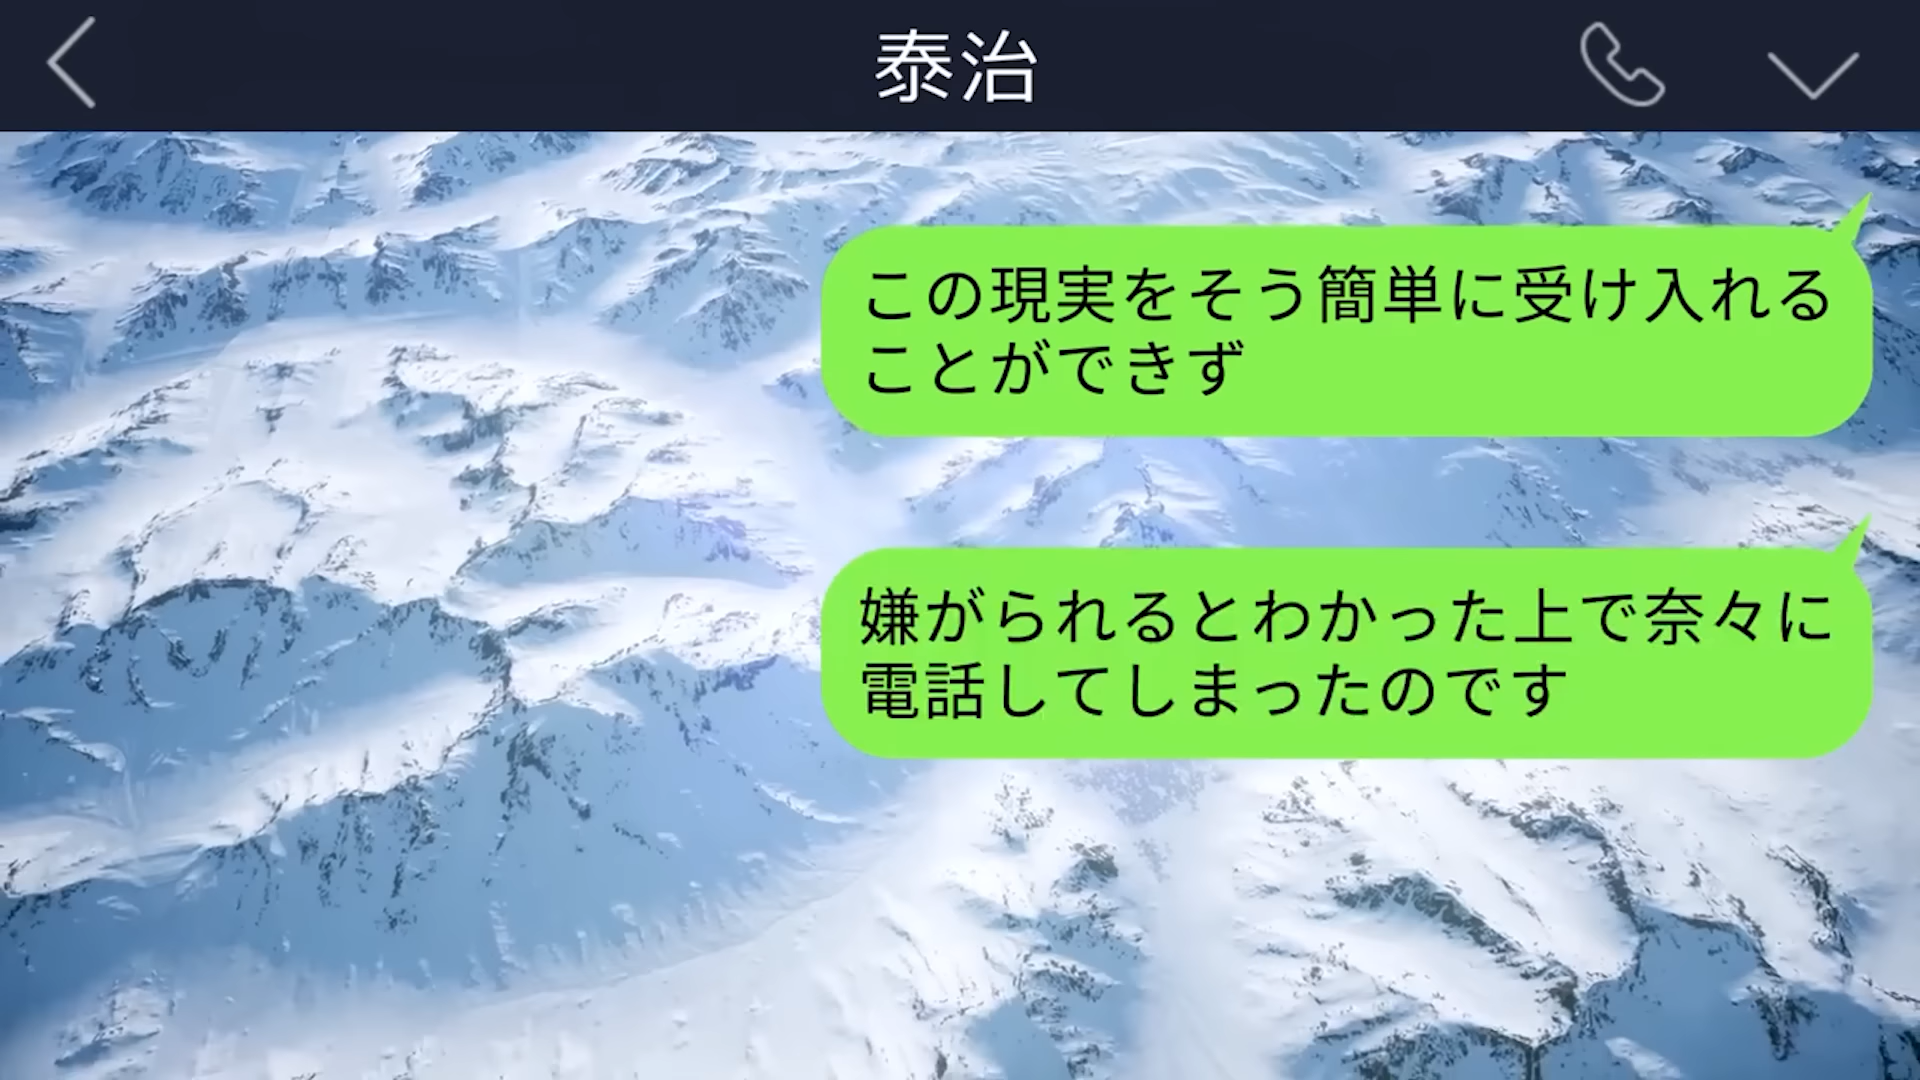 泰治
この現実をそう簡単に受け入れる
ことができず
嫌がられるとわかった上で奈々に
電話してしまったのです